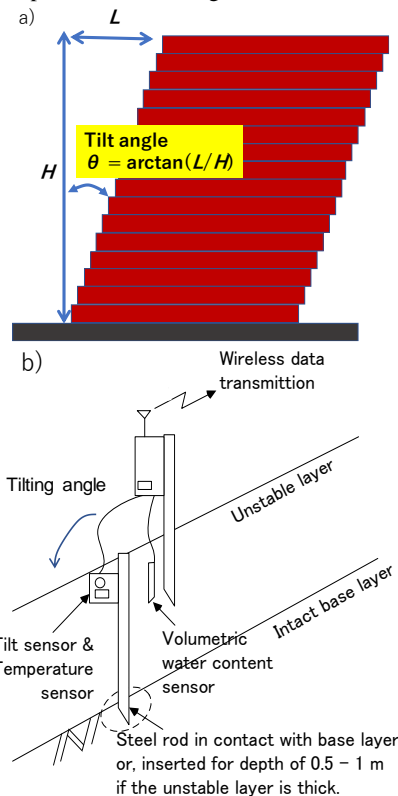 a)
L
Tilt angle
θ = arctan(L/H)
H
b)
Wireless data
transmittion
Tilting angle
Unstable layer
Intact base layer
Tilt sensor &
Temperature
sensor
Volumetric
water content
sensor
Steel rod in contact with base layer
or, inserted for depth of 0.5 - 1 m
if the unstable layer is thick.